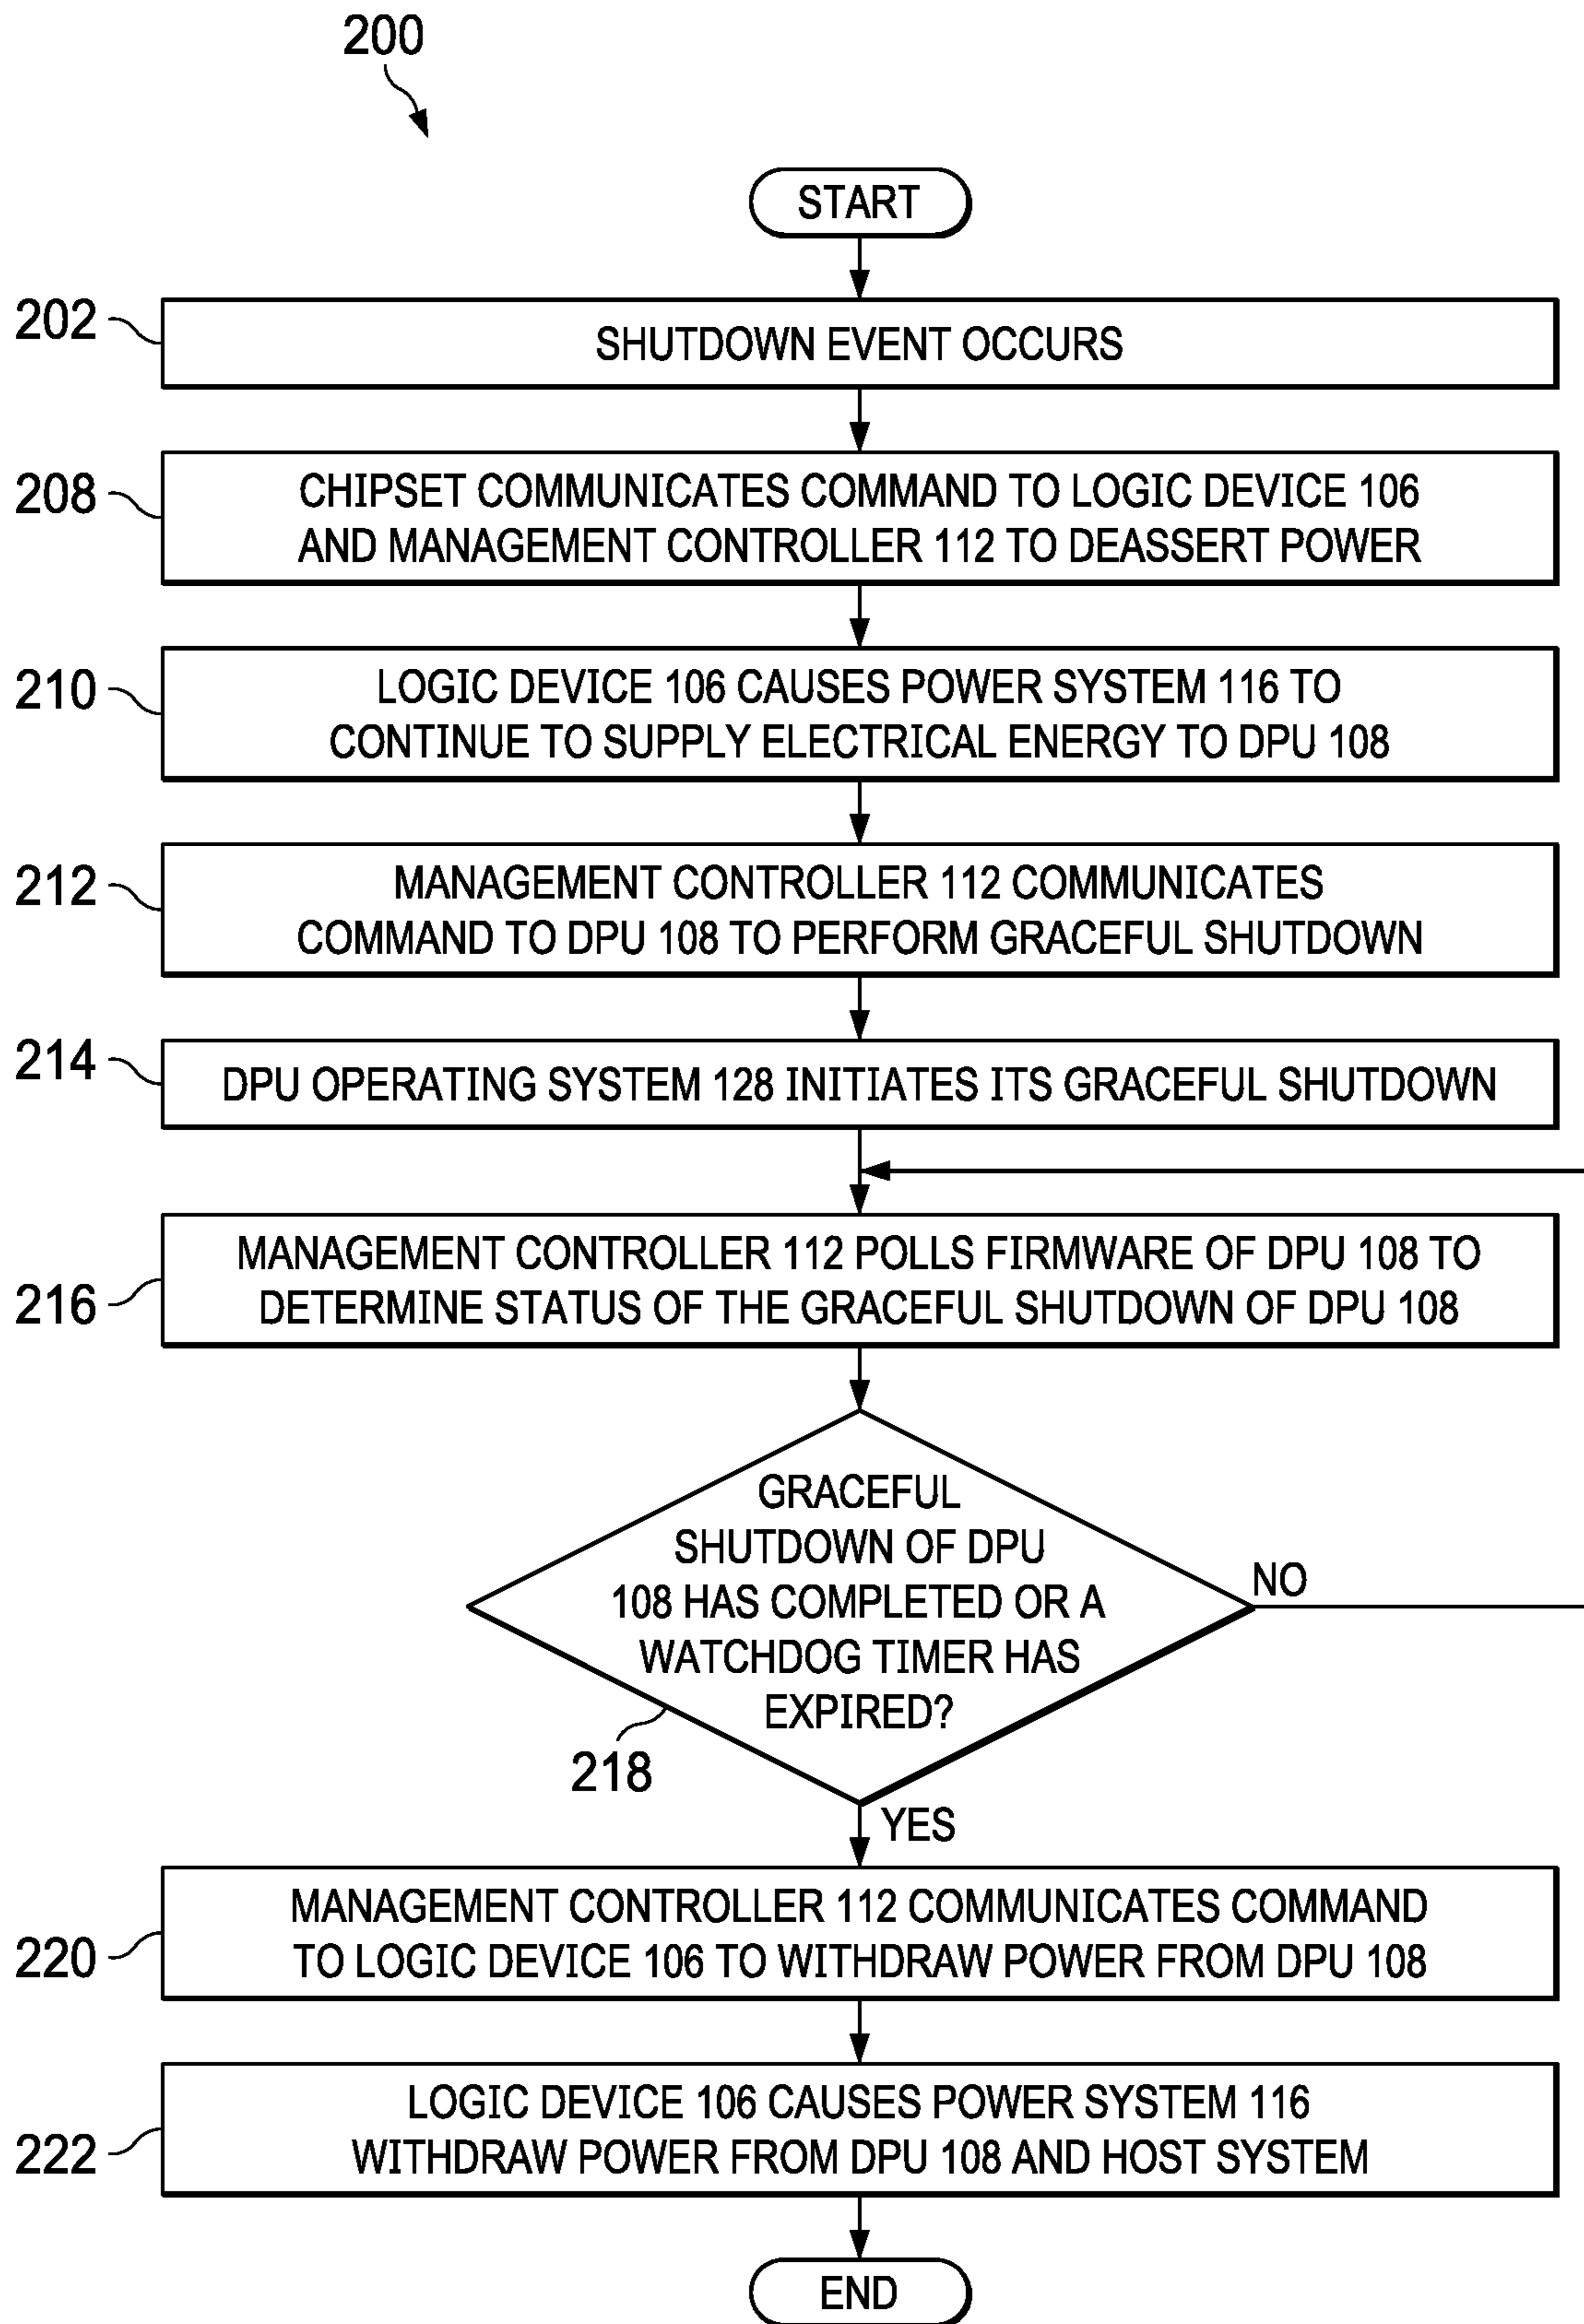 200
START
202
SHUTDOWN EVENT OCCURS
208
CHIPSET COMMUNICATES COMMAND TO LOGIC DEVICE 106
AND MANAGEMENT CONTROLLER 112 TO DEASSERT POWER
210
LOGIC DEVICE 106 CAUSES POWER SYSTEM 116 TO
CONTINUE TO SUPPLY ELECTRICAL ENERGY TO DPU 108
212
MANAGEMENT CONTROLLER 112 COMMUNICATES
COMMAND TO DPU 108 TO PERFORM GRACEFUL SHUTDOWN
214
DPU OPERATING SYSTEM 128 INITIATES ITS GRACEFUL SHUTDOWN
216
MANAGEMENT CONTROLLER 112 POLLS FIRMWARE OF DPU 108 TO
DETERMINE STATUS OF THE GRACEFUL SHUTDOWN OF DPU 108
GRACEFUL
SHUTDOWN OF DPU
108 HAS COMPLETED OR A
WATCHDOG TIMER HAS
EXPIRED?
NO
218
YES
220
MANAGEMENT CONTROLLER 112 COMMUNICATES COMMAND
TO LOGIC DEVICE 106 TO WITHDRAW POWER FROM DPU 108
222
LOGIC DEVICE 106 CAUSES POWER SYSTEM 116
WITHDRAW POWER FROM DPU 108 AND HOST SYSTEM
END